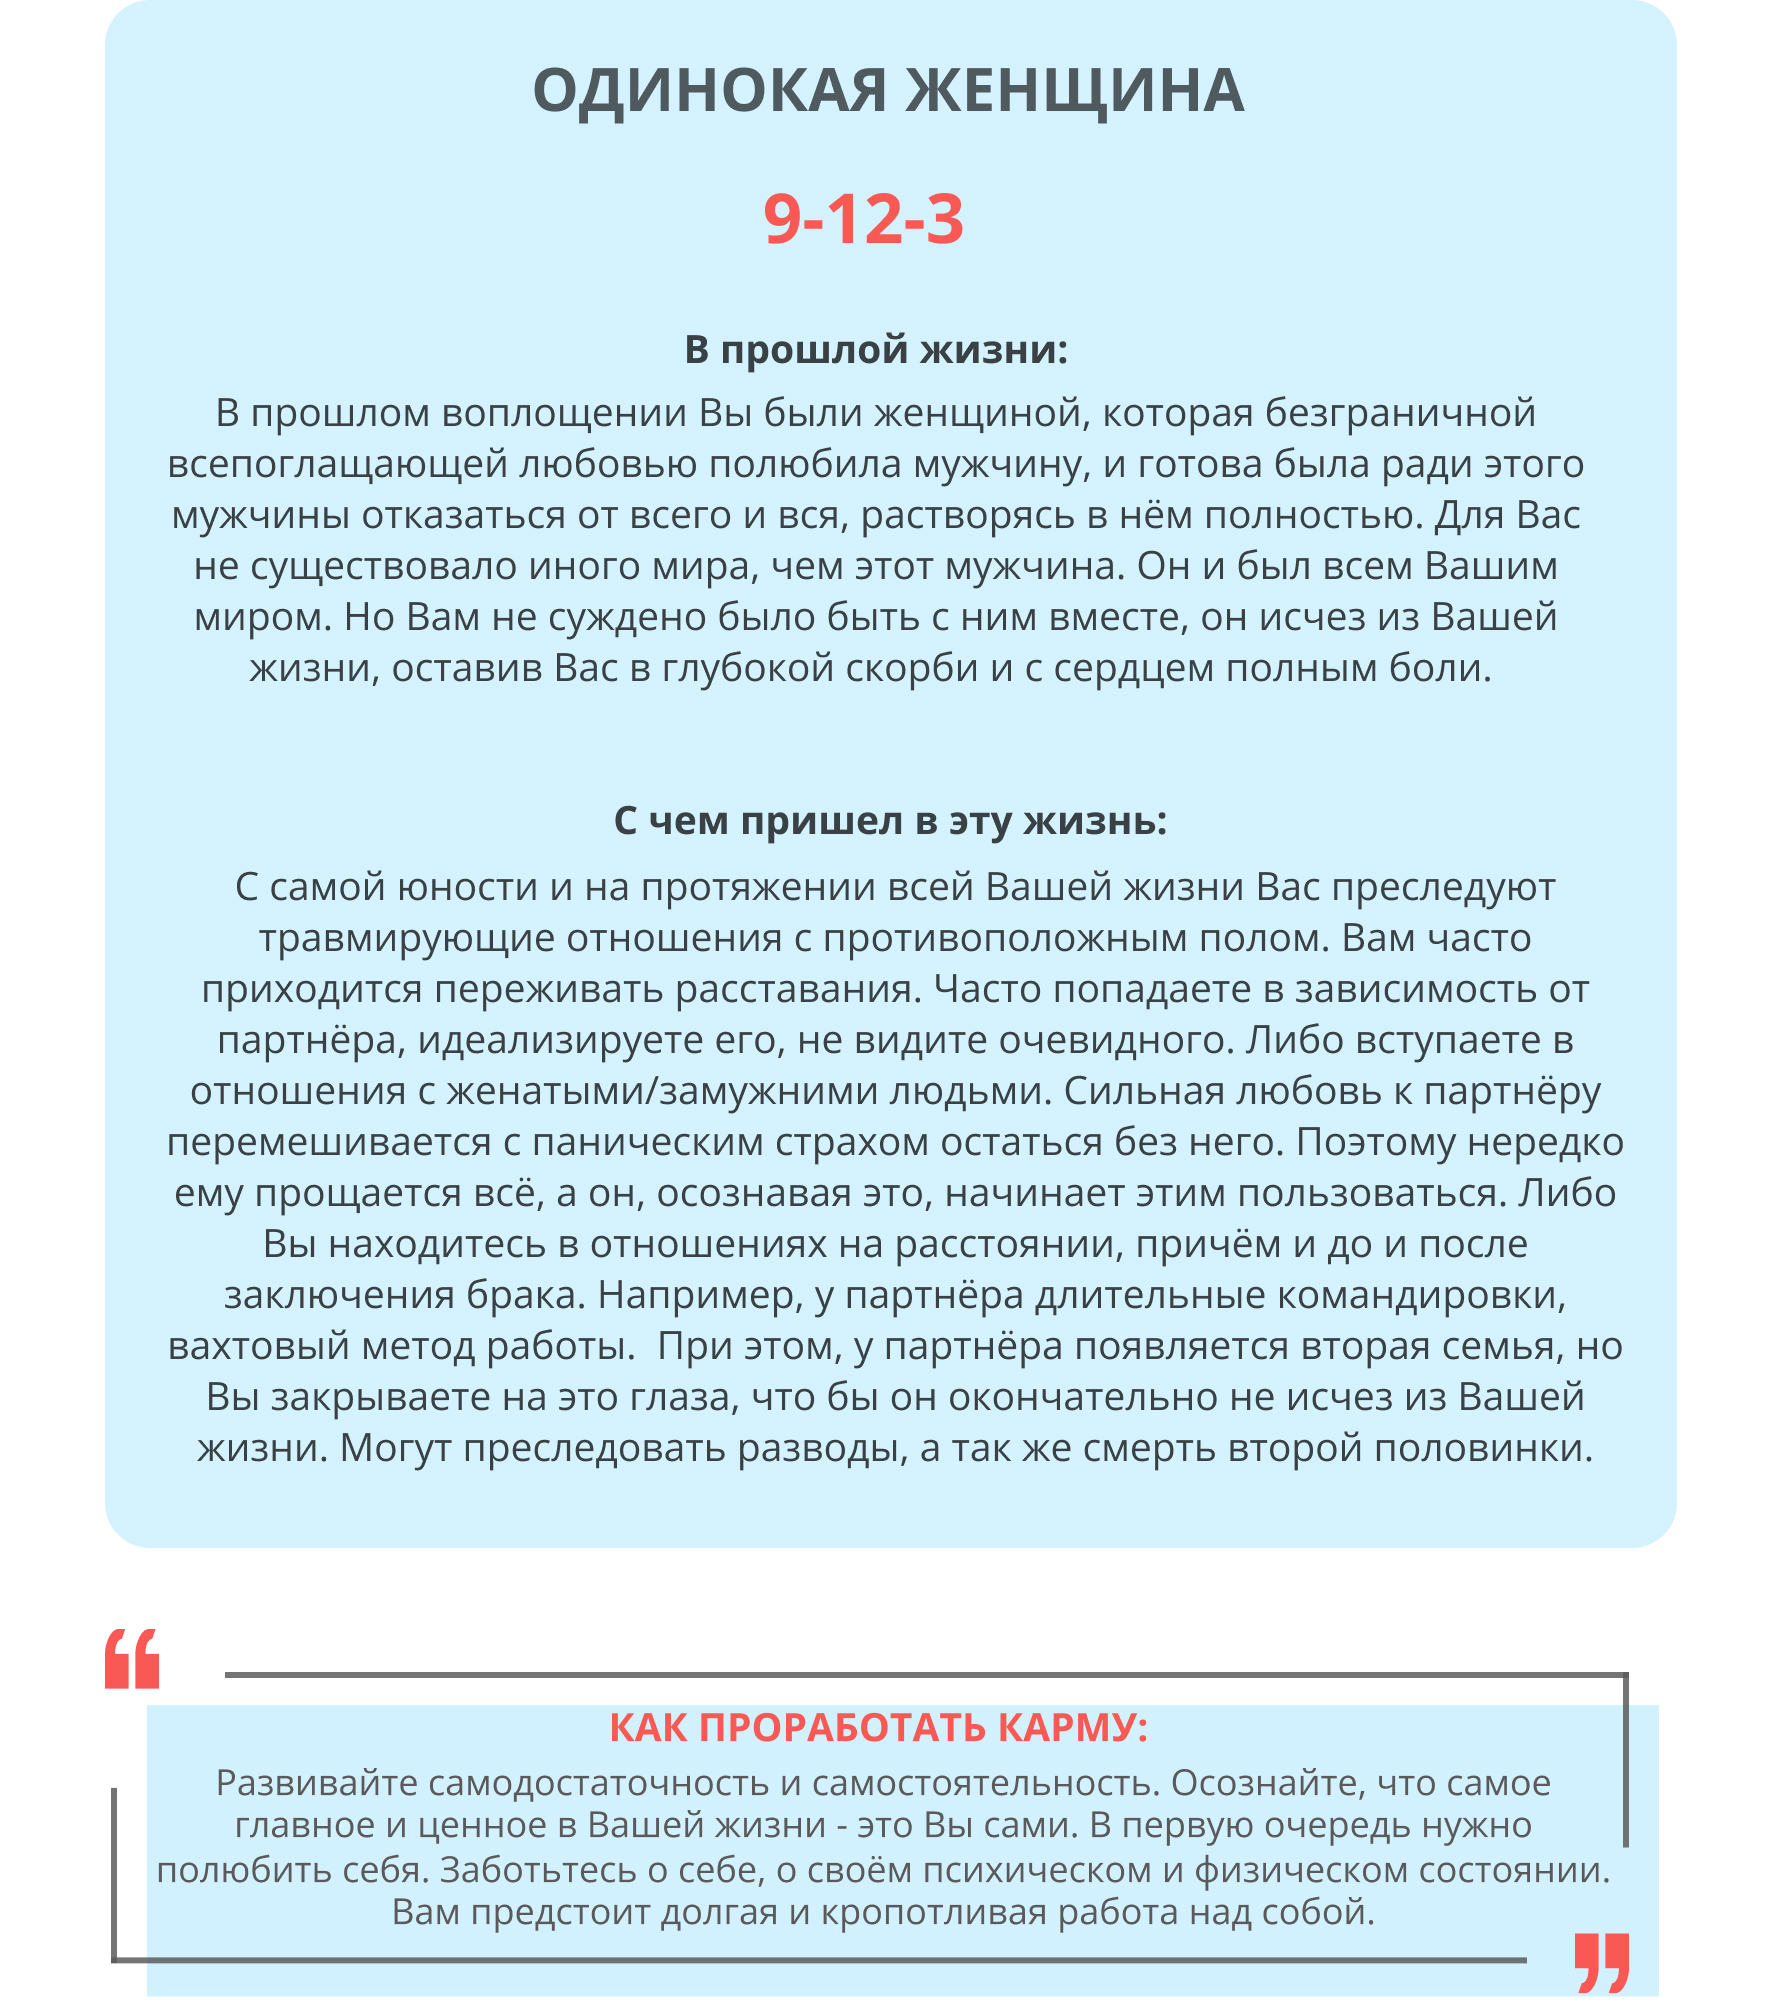 ОДИНОКАЯ ЖЕНЩИНА
9-12-3
В прошлой жизни:
В прошлом воплощении Вы были женщиной, которая безграничной
всепоглащающей любовью полюбила мужчину, и готова была ради этого
мужчины отказаться от всего и вся, растворясь в нём полностью. Для Вас
не существовало иного мира, чем этот мужчина. Он и был всем Вашим
миром. Но Вам не суждено было быть с ним вместе, он исчез из Вашей
жизни, оставив Вас в глубокой скорби и с сердцем полным боли.
С чем пришел в эту жизнь:
С самой юности и на протяжении всей Вашей жизни Вас преследуют
травмирующие отношения с противоположным полом. Вам часто
приходится переживать расставания. Часто попадаете в зависимость от
партнёра, идеализируете его, не видите очевидного. Либо вступаете в
отношения с женатыми/замужними людьми. Сильная любовь к партнёру
перемешивается с паническим страхом остаться без него. Поэтому нередко
ему прощается всё, а он, осознавая это, начинает этим пользоваться. Либо
Вы находитесь в отношениях на расстоянии, причём и до и после
заключения брака. Например, у партнёра длительные командировки,
вахтовый метод работы.  При этом, у партнёра появляется вторая семья, но
Вы закрываете на это глаза, что бы он окончательно не исчез из Вашей
жизни. Могут преследовать разводы, а так же смерть второй половинки.
КАК ПРОРАБОТАТЬ КАРМУ:
Развивайте самодостаточность и самостоятельность. Осознайте, что самое
главное и ценное в Вашей жизни - это Вы сами. В первую очередь нужно
полюбить себя. Заботьтесь о себе, о своём психическом и физическом состоянии.
Вам предстоит долгая и кропотливая работа над собой.